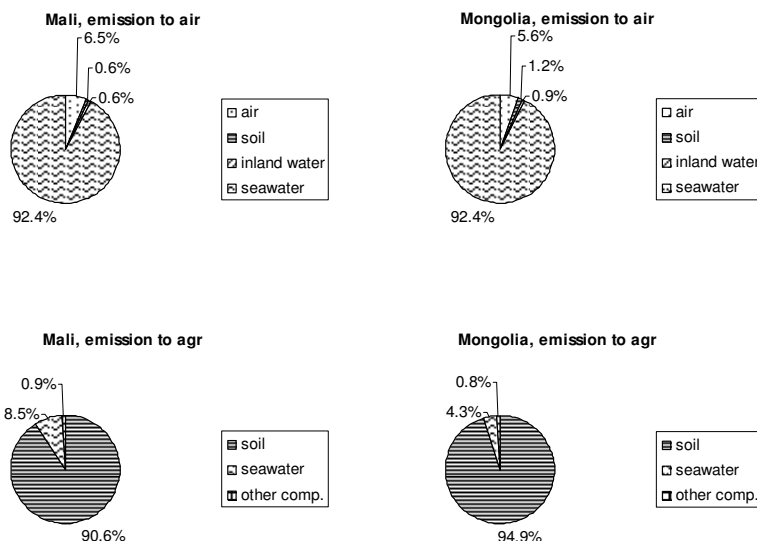 Mali, emission to air
6.5%
0.6%
0.6%
92.4%
air
soil
inland water
seawater
Mongolia, emission to air
5.6%
1.2%
0.9%
92.4%
air
soil
inland water
seawater
Mali, emission to agr
0.9%
8.5%
90.6%
soil
seawater
other comp.
Mongolia, emission to agr
0.8%
4.3%
94.9%
soil
seawater
other comp.